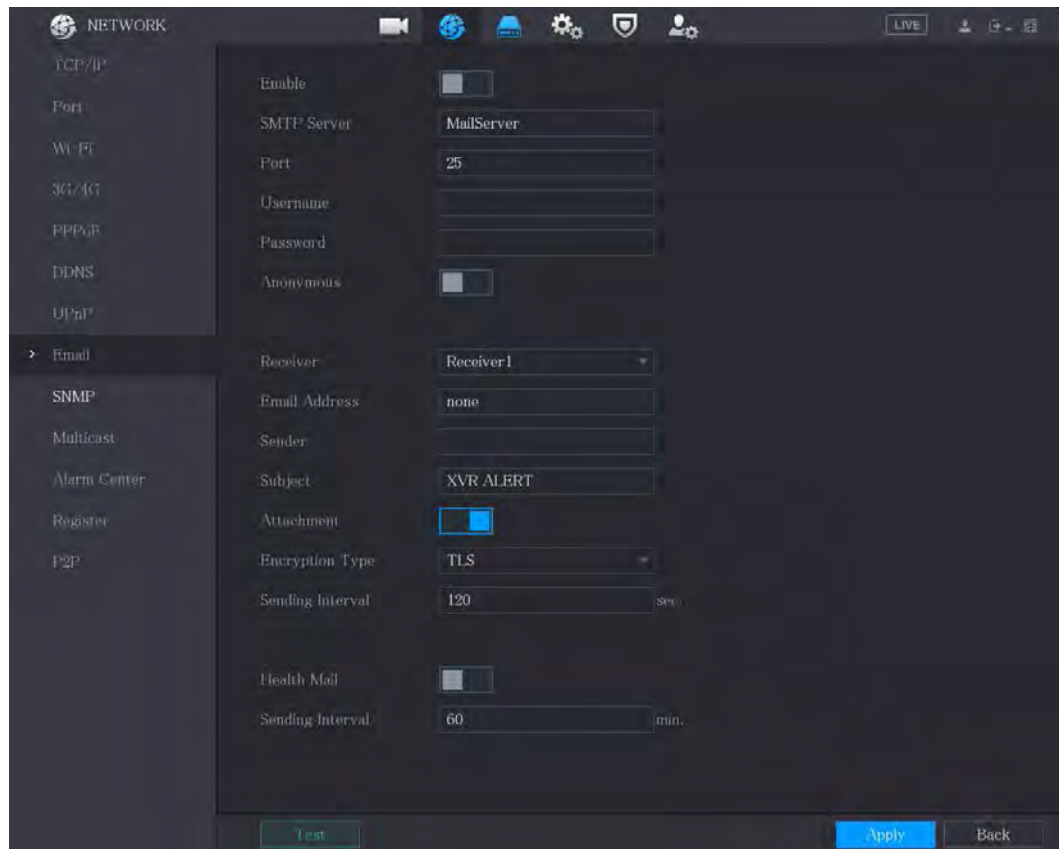 NETWORK
LIVE
TCP/IP
Port
Wi-Fi
3G/4G
PPPoE
DDNS
UPnP
Email
SNMP
Multicast
Alarm Center
Register
P2P
Enable
SMTP Server MailServer
Port 25
Username
Password
Anonymous
Receiver Receiver1
Email Address none
Sender
Subject XVR ALERT
Attachment
Encryption Type TLS
Sending Interval 120 sec.
Health Mail
Sending Interval 60 min.
Test Apply Back